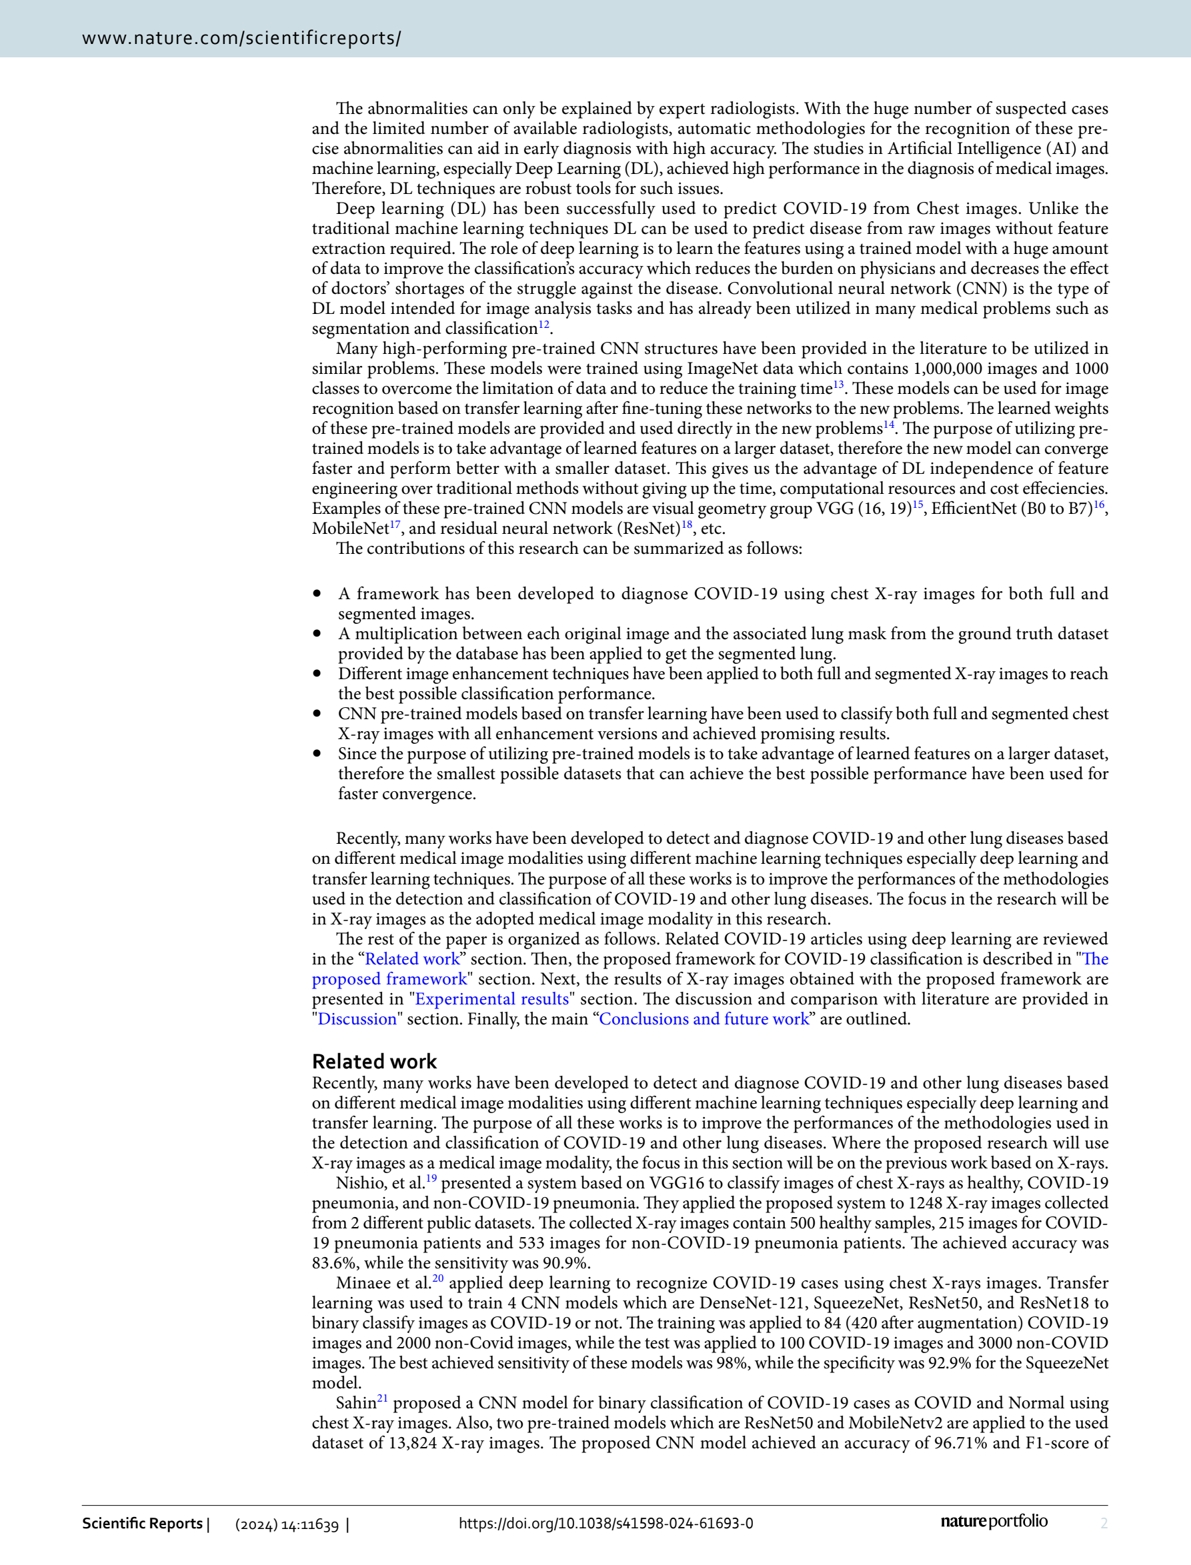 www.nature.com/scientificreports/
The abnormalities can only be explained by expert radiologists. With the huge number of suspected cases
and the limited number of available radiologists, automatic methodologies for the recognition of these pre-
cise abnormalities can aid in early diagnosis with high accuracy. The studies in Artificial Intelligence (AI) and
machine learning, especially Deep Learning (DL), achieved high performance in the diagnosis of medical images.
Therefore, DL techniques are robust tools for such issues.
Deep learning (DL) has been successfully used to predict COVID-19 from Chest images. Unlike the
traditional machine learning techniques DL can be used to predict disease from raw images without feature
extraction required. The role of deep learning is to learn the features using a trained model with a huge amount
of data to improve the classification's accuracy which reduces the burden on physicians and decreases the effect
of doctors' shortages of the struggle against the disease. Convolutional neural network (CNN) is the type of
DL model intended for image analysis tasks and has already been utilized in many medical problems such as
segmentation and classification12.
Many high-performing pre-trained CNN structures have been provided in the literature to be utilized in
similar problems. These models were trained using ImageNet data which contains 1,000,000 images and 1000
classes to overcome the limitation of data and to reduce the training time13. These models can be used for image
recognition based on transfer learning after fine-tuning these networks to the new problems. The learned weights
of these pre-trained models are provided and used directly in the new problems14. The purpose of utilizing pre-
trained models is to take advantage of learned features on a larger dataset, therefore the new model can converge
faster and perform better with a smaller dataset. This gives us the advantage of DL independence of feature
engineering over traditional methods without giving up the time, computational resources and cost effeciencies.
Examples of these pre-trained CNN models are visual geometry group VGG (16, 19)15, EfficientNet (B0 to B7)16,
MobileNet17, and residual neural network (ResNet)18, etc.
The contributions of this research can be summarized as follows:
• A framework has been developed to diagnose COVID-19 using chest X-ray images for both full and
segmented images.
• A multiplication between each original image and the associated lung mask from the ground truth dataset
provided by the database has been applied to get the segmented lung.
• Different image enhancement techniques have been applied to both full and segmented X-ray images to reach
the best possible classification performance.
• CNN pre-trained models based on transfer learning have been used to classify both full and segmented chest
X-ray images with all enhancement versions and achieved promising results.
• Since the purpose of utilizing pre-trained models is to take advantage of learned features on a larger dataset,
therefore the smallest possible datasets that can achieve the best possible performance have been used for
faster convergence.
Recently, many works have been developed to detect and diagnose COVID-19 and other lung diseases based
on different medical image modalities using different machine learning techniques especially deep learning and
transfer learning techniques. The purpose of all these works is to improve the performances of the methodologies
used in the detection and classification of COVID-19 and other lung diseases. The focus in the research will be
in X-ray images as the adopted medical image modality in this research.
The rest of the paper is organized as follows. Related COVID-19 articles using deep learning are reviewed
in the “Related work” section. Then, the proposed framework for COVID-19 classification is described in "The
proposed framework" section. Next, the results of X-ray images obtained with the proposed framework are
presented in "Experimental results" section. The discussion and comparison with literature are provided in
"Discussion" section. Finally, the main “Conclusions and future work” are outlined.
Related work
Recently, many works have been developed to detect and diagnose COVID-19 and other lung diseases based
on different medical image modalities using different machine learning techniques especially deep learning and
transfer learning. The purpose of all these works is to improve the performances of the methodologies used in
the detection and classification of COVID-19 and other lung diseases. Where the proposed research will use
X-ray images as a medical image modality, the focus in this section will be on the previous work based on X-rays.
Nishio, et al.19 presented a system based on VGG16 to classify images of chest X-rays as healthy, COVID-19
pneumonia, and non-COVID-19 pneumonia. They applied the proposed system to 1248 X-ray images collected
from 2 different public datasets. The collected X-ray images contain 500 healthy samples, 215 images for COVID-
19 pneumonia patients and 533 images for non-COVID-19 pneumonia patients. The achieved accuracy was
83.6%, while the sensitivity was 90.9%.
Minaee et al.20 applied deep learning to recognize COVID-19 cases using chest X-rays images. Transfer
learning was used to train 4 CNN models which are DenseNet-121, SqueezeNet, ResNet50, and ResNet18 to
binary classify images as COVID-19 or not. The training was applied to 84 (420 after augmentation) COVID-19
images and 2000 non-Covid images, while the test was applied to 100 COVID-19 images and 3000 non-COVID
images. The best achieved sensitivity of these models was 98%, while the specificity was 92.9% for the SqueezeNet
model.
Sahin21 proposed a CNN model for binary classification of COVID-19 cases as COVID and Normal using
chest X-ray images. Also, two pre-trained models which are ResNet50 and MobileNetv2 are applied to the used
dataset of 13,824 X-ray images. The proposed CNN model achieved an accuracy of 96.71% and F1-score of
Scientific Reports | (2024) 14:11639 | https://doi.org/10.1038/s41598-024-61693-0 natureportfolio 2